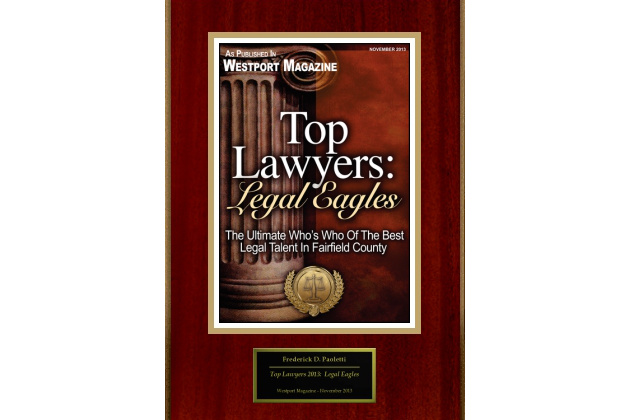 As Published In
NOVEMBER 2013
Westport Magazine
Top
Lawyers:
Legal Eagles
The Ultimate Who's Who Of The Best
Legal Talent In Fairfield County
Frederick D. Paoletti
Top Lawyers 2013: Legal Eagles
Westport Magazine - November 2013